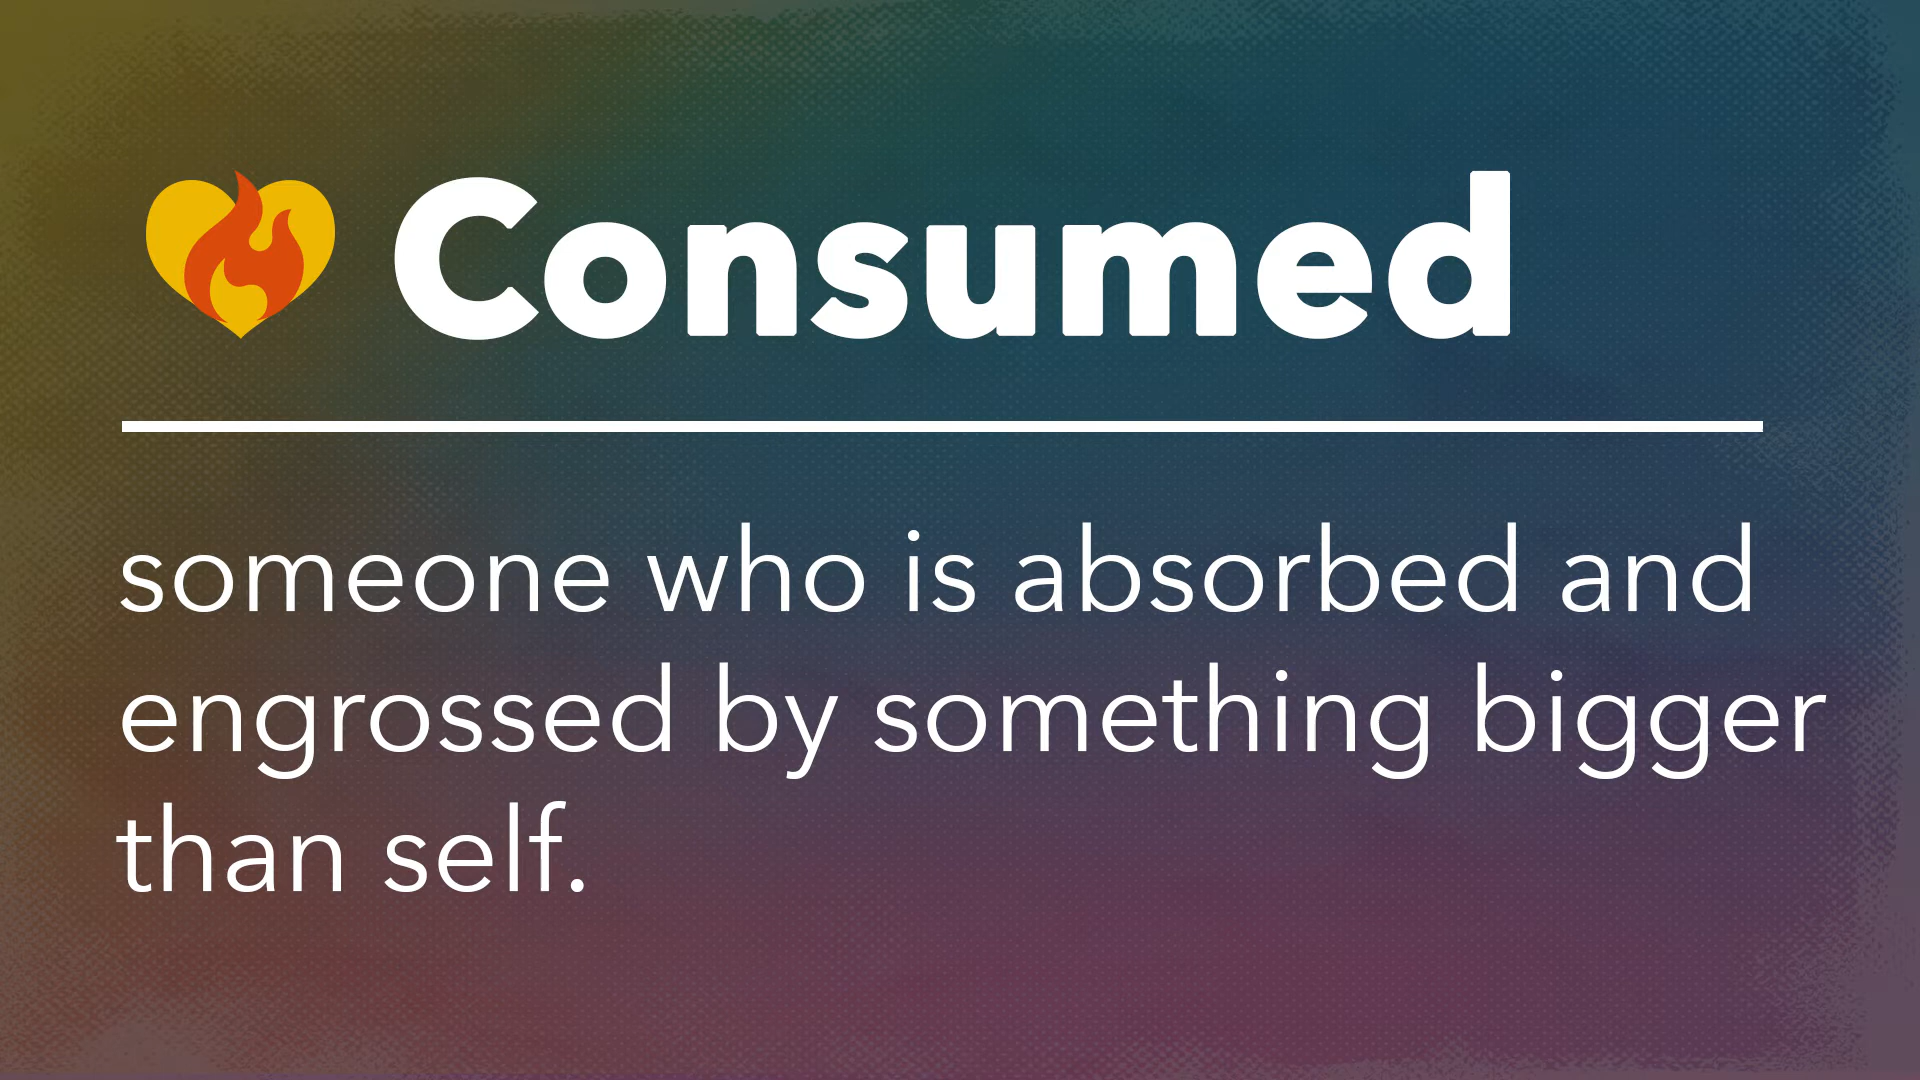 Consumed
someone who is absorbed and
engrossed by something bigger
than self.